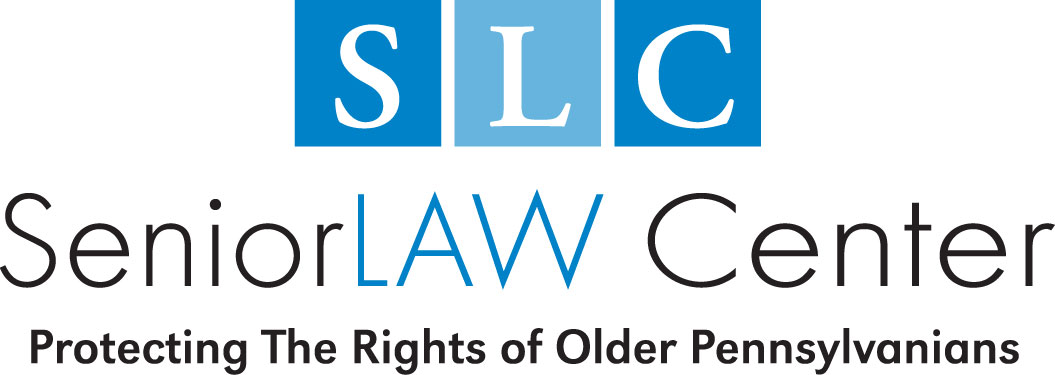 SLC
SeniorLAW Center
Protecting The Rights of Older Pennsylvanians